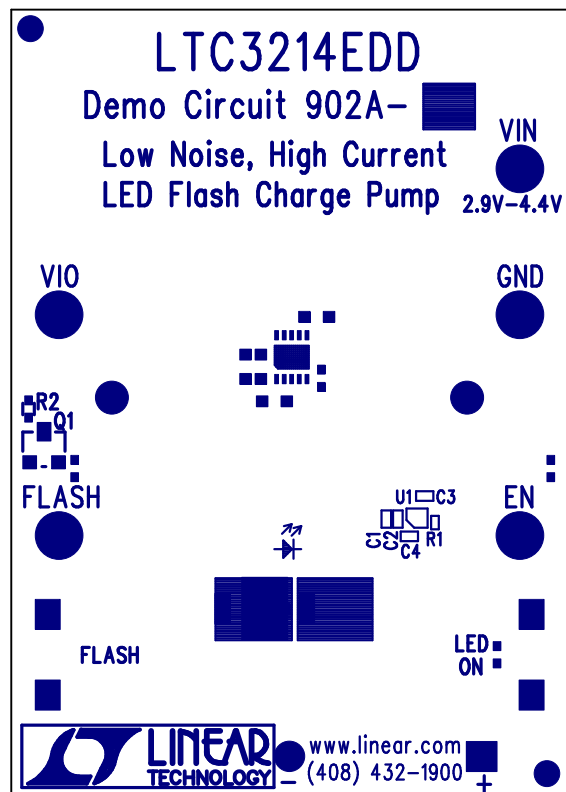 LTC3214EDD
Demo Circuit 902A-
Low Noise, High Current
LED Flash Charge Pump
VIN
2.9V-4.4V
VIO
GND
R2
Q1
FLASH
U1
C3
EN
C1
C2
C4
R1
FLASH
LED
ON
LINEAR
TECHNOLOGY
-
www.linear.com
(408) 432-1900
+